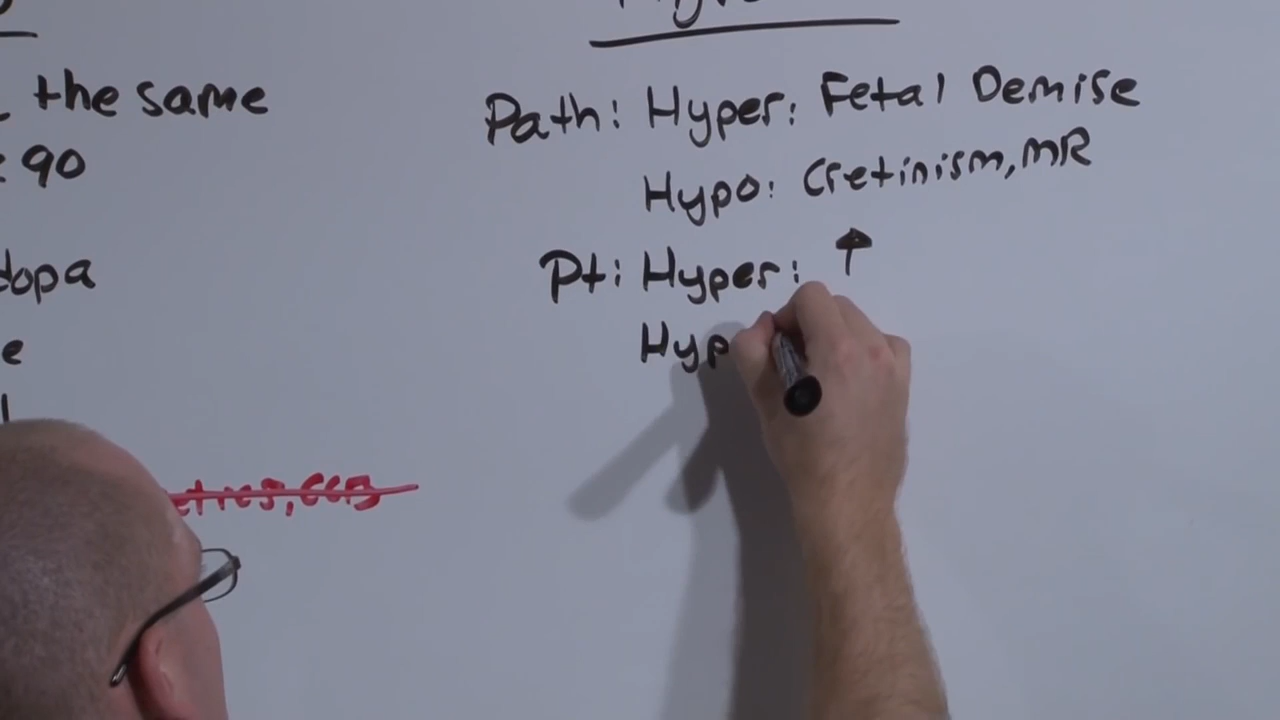 the same
90
dopa
e
Path: Hyper: Fetal Demise
Hypo: Cretinism, MR
Pt: Hyper: ↑
Hyp